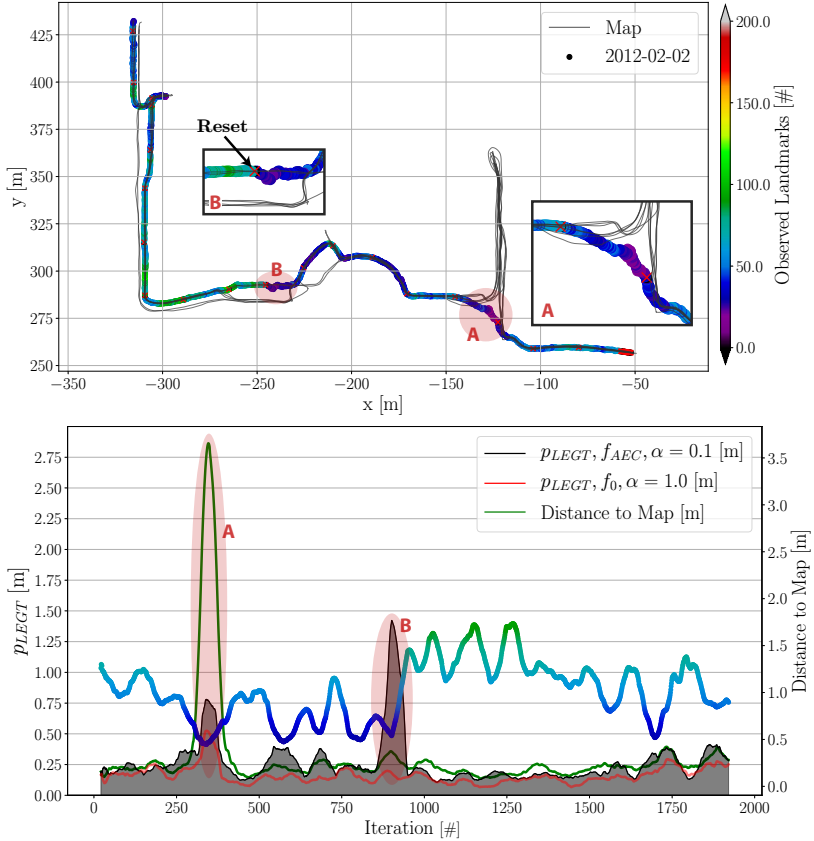 425
400
375
350
325
300
275
250
y [m]
−350
−300
−250
−200
−150
−100
−50
x [m]
Map
2012-02-02
Reset
B
B
A
A
200.0
150.0
100.0
50.0
0.0
Observed Landmarks [#]
2.75
2.50
2.25
2.00
1.75
1.50
1.25
1.00
0.75
0.50
0.25
0.00
p_LEGT [m]
p_LEGT, f_AEC, α = 0.1 [m]
p_LEGT, f_0, α = 1.0 [m]
Distance to Map [m]
A
B
3.5
3.0
2.5
2.0
1.5
1.0
0.5
0.0
Distance to Map [m]
0
250
500
750
1000
1250
1500
1750
2000
Iteration [#]